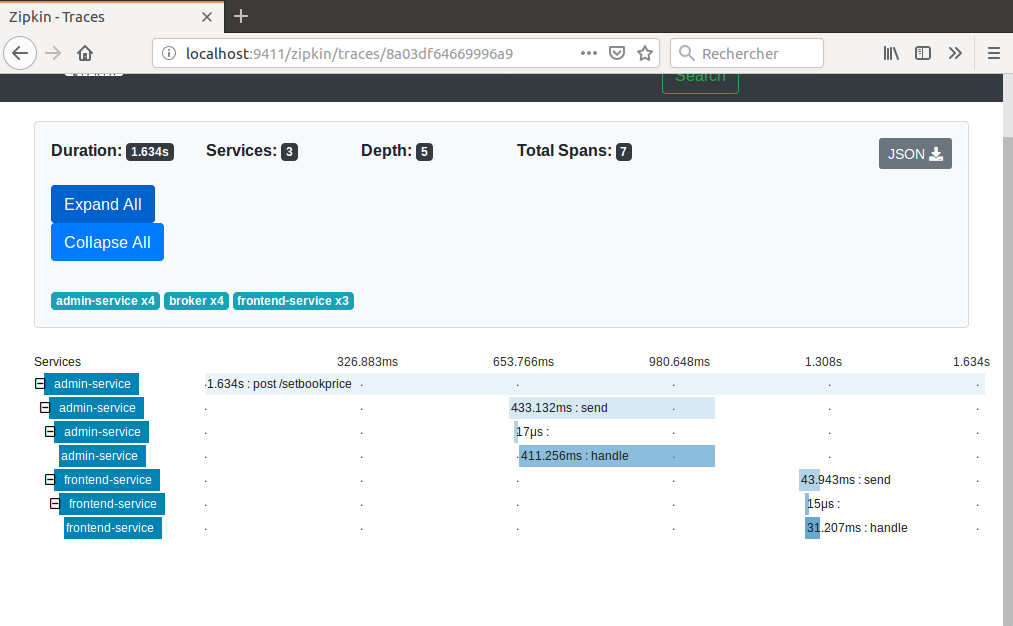 Zipkin - Traces
localhost:9411/zipkin/traces/8a03df64669996a9
Rechercher
Search
Duration: 1.634s Services: 3 Depth: 5 Total Spans: 7
JSON
Expand All
Collapse All
admin-service x4 broker x4 frontend-service x3
Services 326.883ms 653.766ms 980.648ms 1.308s 1.634s
admin-service 1.634s : post /setbookprice
admin-service 433.132ms : send
admin-service 17μs :
admin-service 411.256ms : handle
frontend-service 43.943ms : send
frontend-service 15μs :
frontend-service 31.207ms : handle